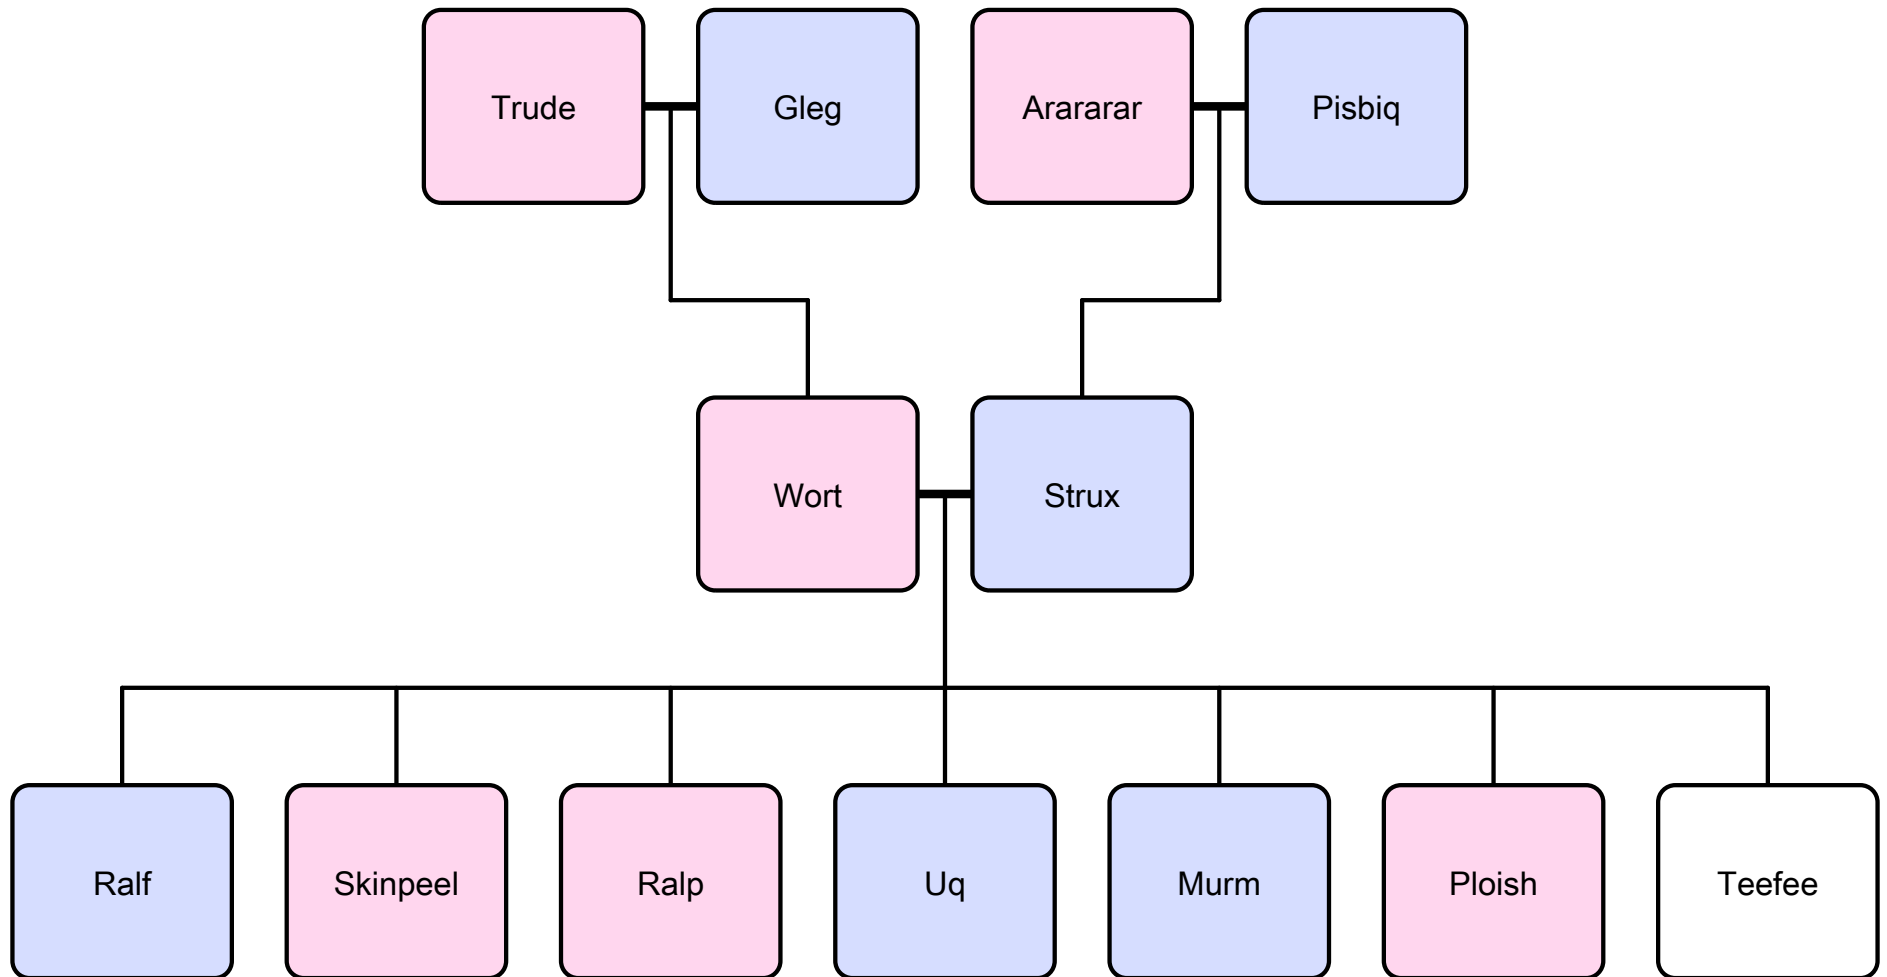 Trude
Gleg
Arararar
Pisbiq
Wort
Strux
Ralf
Skinpeel
Ralp
Uq
Murm
Ploish
Teefee